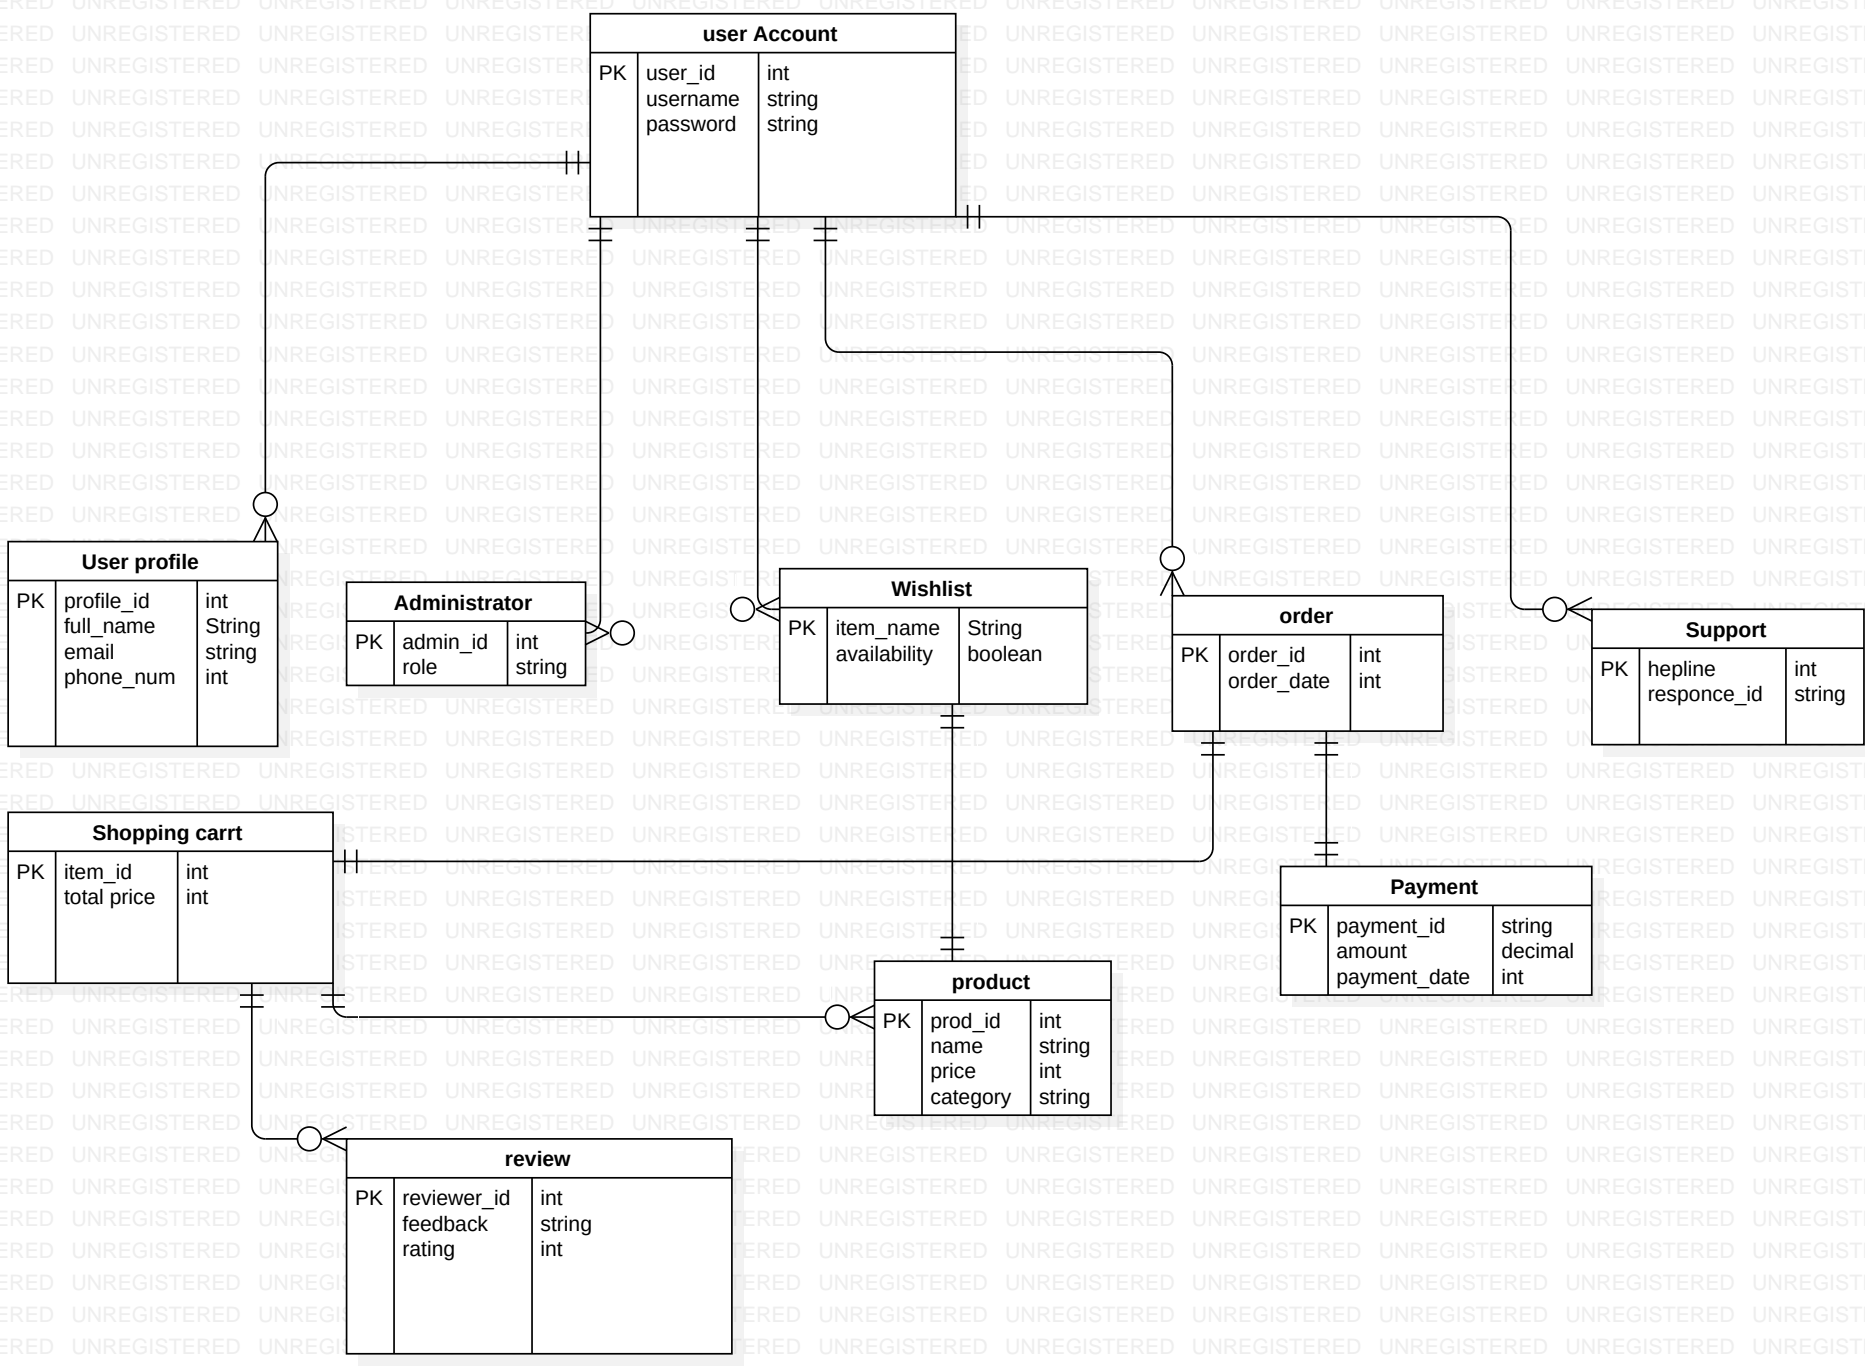 user Account
PK user_id int
username string
password string
User profile
PK profile_id int
full_name String
email string
phone_num int
Administrator
PK admin_id int
role string
Wishlist
PK item_name String
availability boolean
order
PK order_id int
order_date int
Support
PK hepline int
responce_id string
Shopping carrt
PK item_id int
total price int
Payment
PK payment_id string
amount decimal
payment_date int
product
PK prod_id int
name string
price int
category string
review
PK reviewer_id int
feedback string
rating int
UNREGISTERED